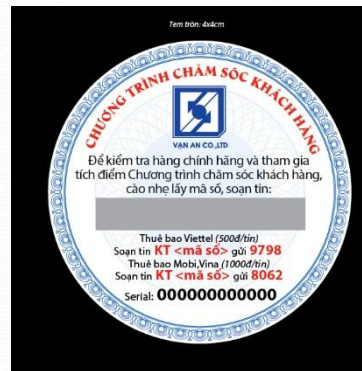 Tem tròn: 4x4cm
CHƯƠNG TRÌNH CHĂM SÓC KHÁCH HÀNG
VẠN AN CO.,LTD
Để kiểm tra hàng chính hãng và tham gia
tích điểm Chương trình chăm sóc khách hàng,
cào nhẹ lấy mã số, soạn tin:
Thuê bao Viettel (500đ/tin)
Soạn tin KT <mã số> gửi 9798
Thuê bao Mobi,Vina (1000đ/tin)
Soạn tin KT <mã số> gửi 8062
Serial: 000000000000